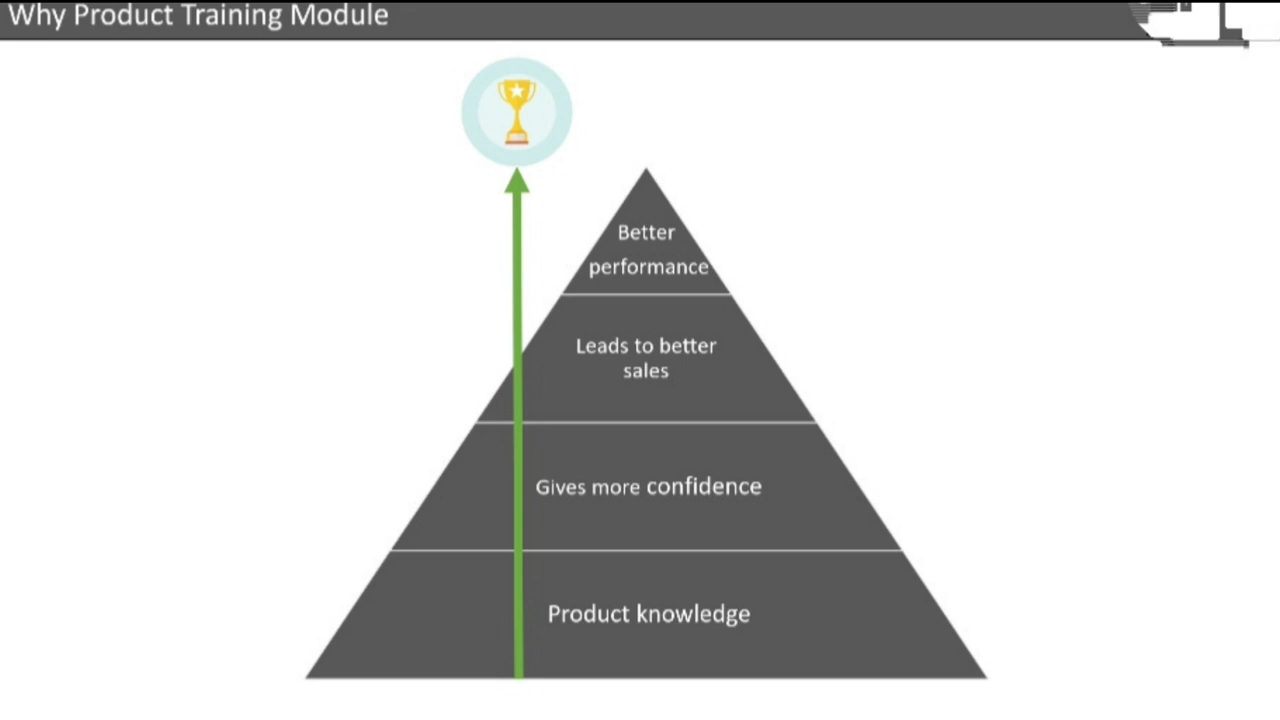 Why Product Training Module
Better
performance
Leads to better
sales
Gives more confidence
Product knowledge